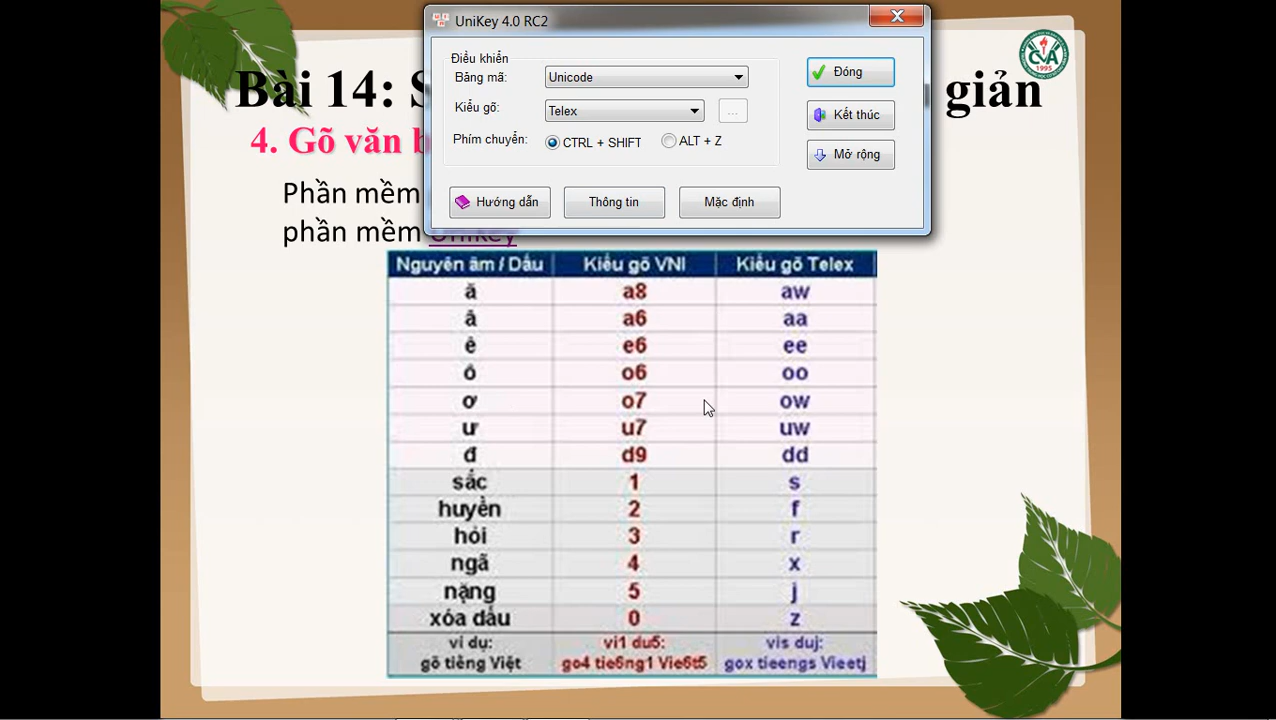 UniKey 4.0 RC2
Điều khiển
Bảng mã:
Unicode
Kiểu gõ:
Telex
...
Phím chuyển:
CTRL + SHIFT
ALT + Z
Đóng
Kết thúc
Mở rộng
Hướng dẫn
Thông tin
Mặc định
CVA
1995
Bài 14: S
giản
4. Gõ văn b
Phần mềm
phần mềm Unikey
Nguyên âm / Dấu Kiểu gõ VNI Kiểu gõ Telex
ă a8 aw
â a6 aa
ê e6 ee
ô o6 oo
ơ o7 ow
ư u7 uw
đ d9 dd
sắc 1 s
huyền 2 f
hỏi 3 r
ngã 4 x
nặng 5 j
xóa dấu 0 z
ví dụ: vi1 du5: vis duj:
gõ tiếng Việt go4 tie6ng1 Vie6t5 gox tieengs Vieetj